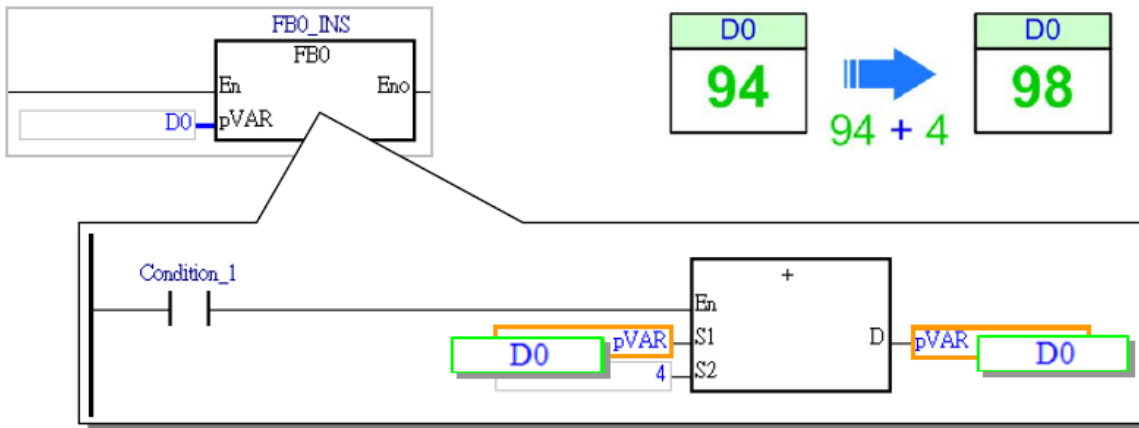 FB0_INS
FB0
En
Eno
D0
pVAR
D0
94
94 + 4
D0
98
Condition_1
+
En
pVAR
S1
D0
4
S2
D
pVAR
D0